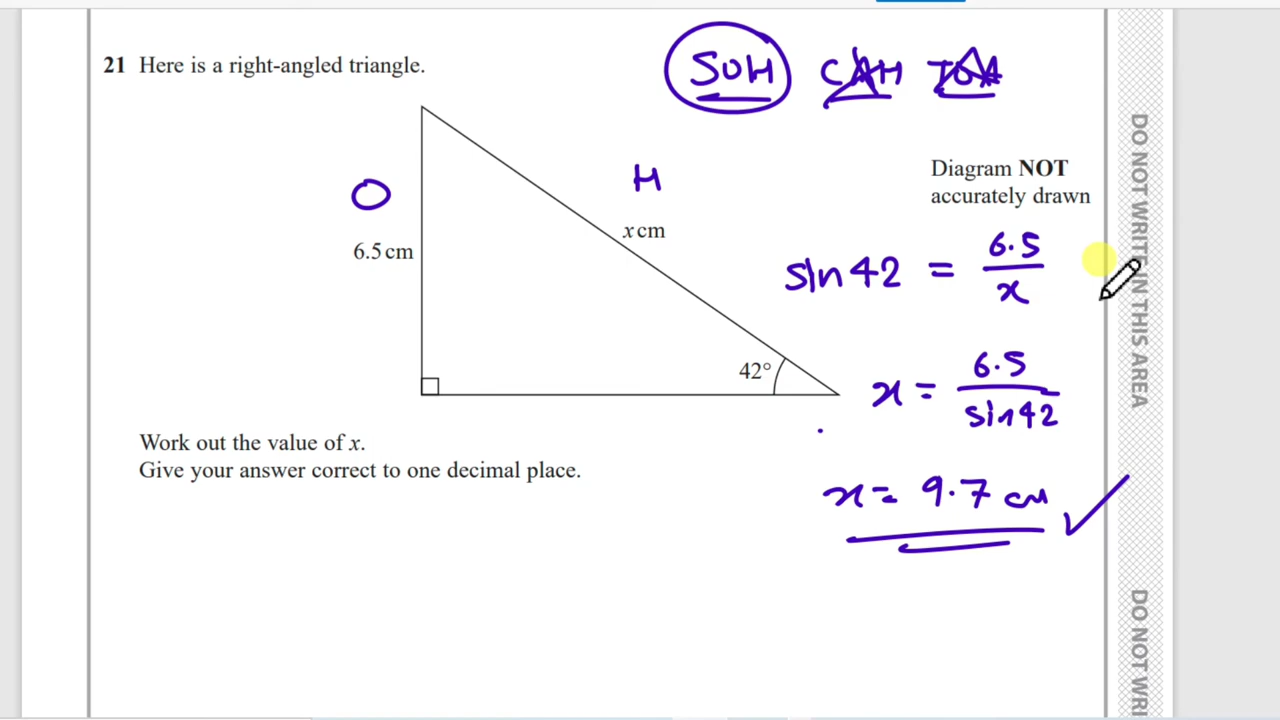 21 Here is a right-angled triangle.
SOH CAH TOA
Diagram NOT
accurately drawn
O
H
6.5 cm
x cm
42°
sin 42 = 6.5 / x
x = 6.5 / sin 42
x = 9.7 cm
Work out the value of x.
Give your answer correct to one decimal place.
DO NOT WRITE IN THIS AREA
DO NOT WRI